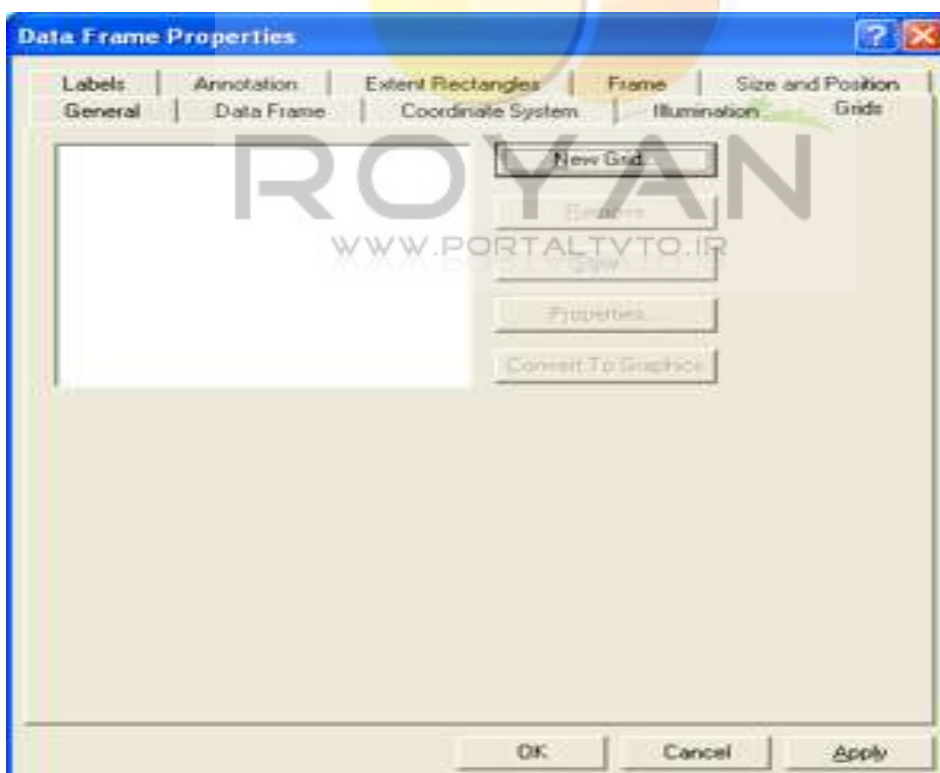 Data Frame Properties
Labels Annotation Extent Rectangles Frame Size and Position
General Data Frame Coordinate System Illumination Grids
New Grid...
ROYAN
Remove
WWW.PORTALTVTO.IR
Properties...
Convert To Graphics
OK Cancel Apply